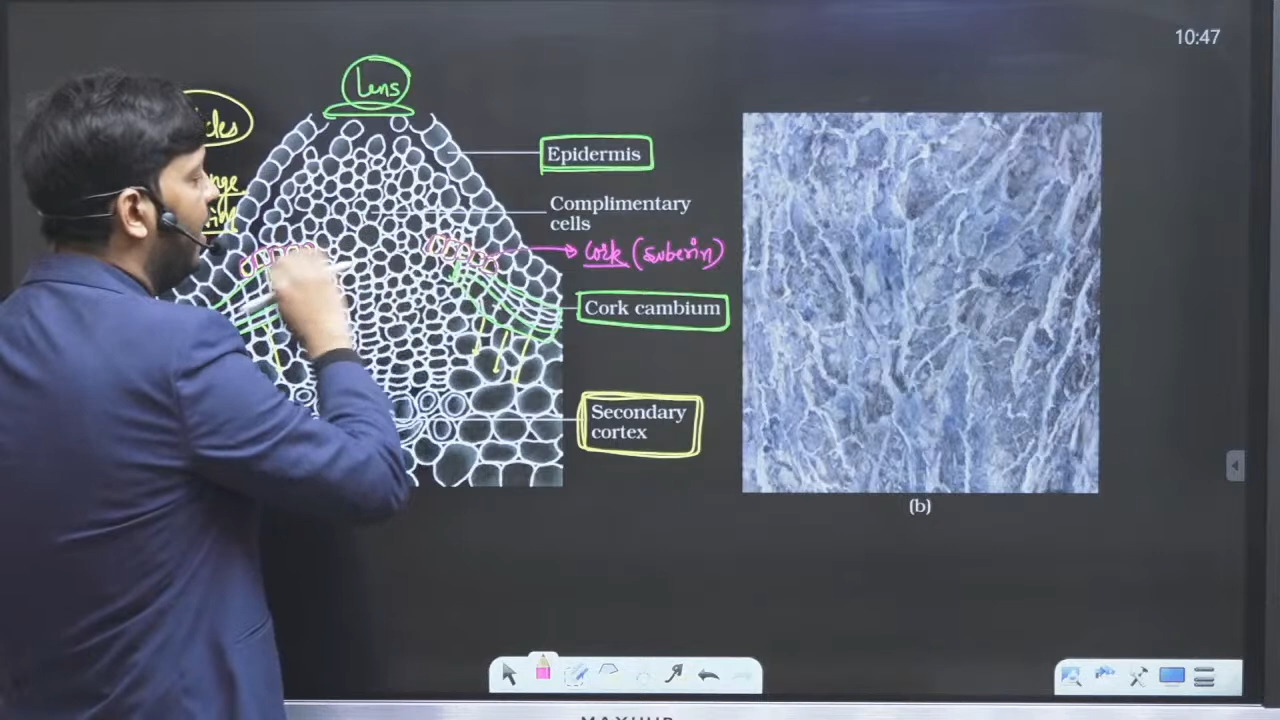 10:47
Lens
Epidermis
Complimentary
cells
Cork (Suberin)
Cork cambium
Secondary
cortex
(b)